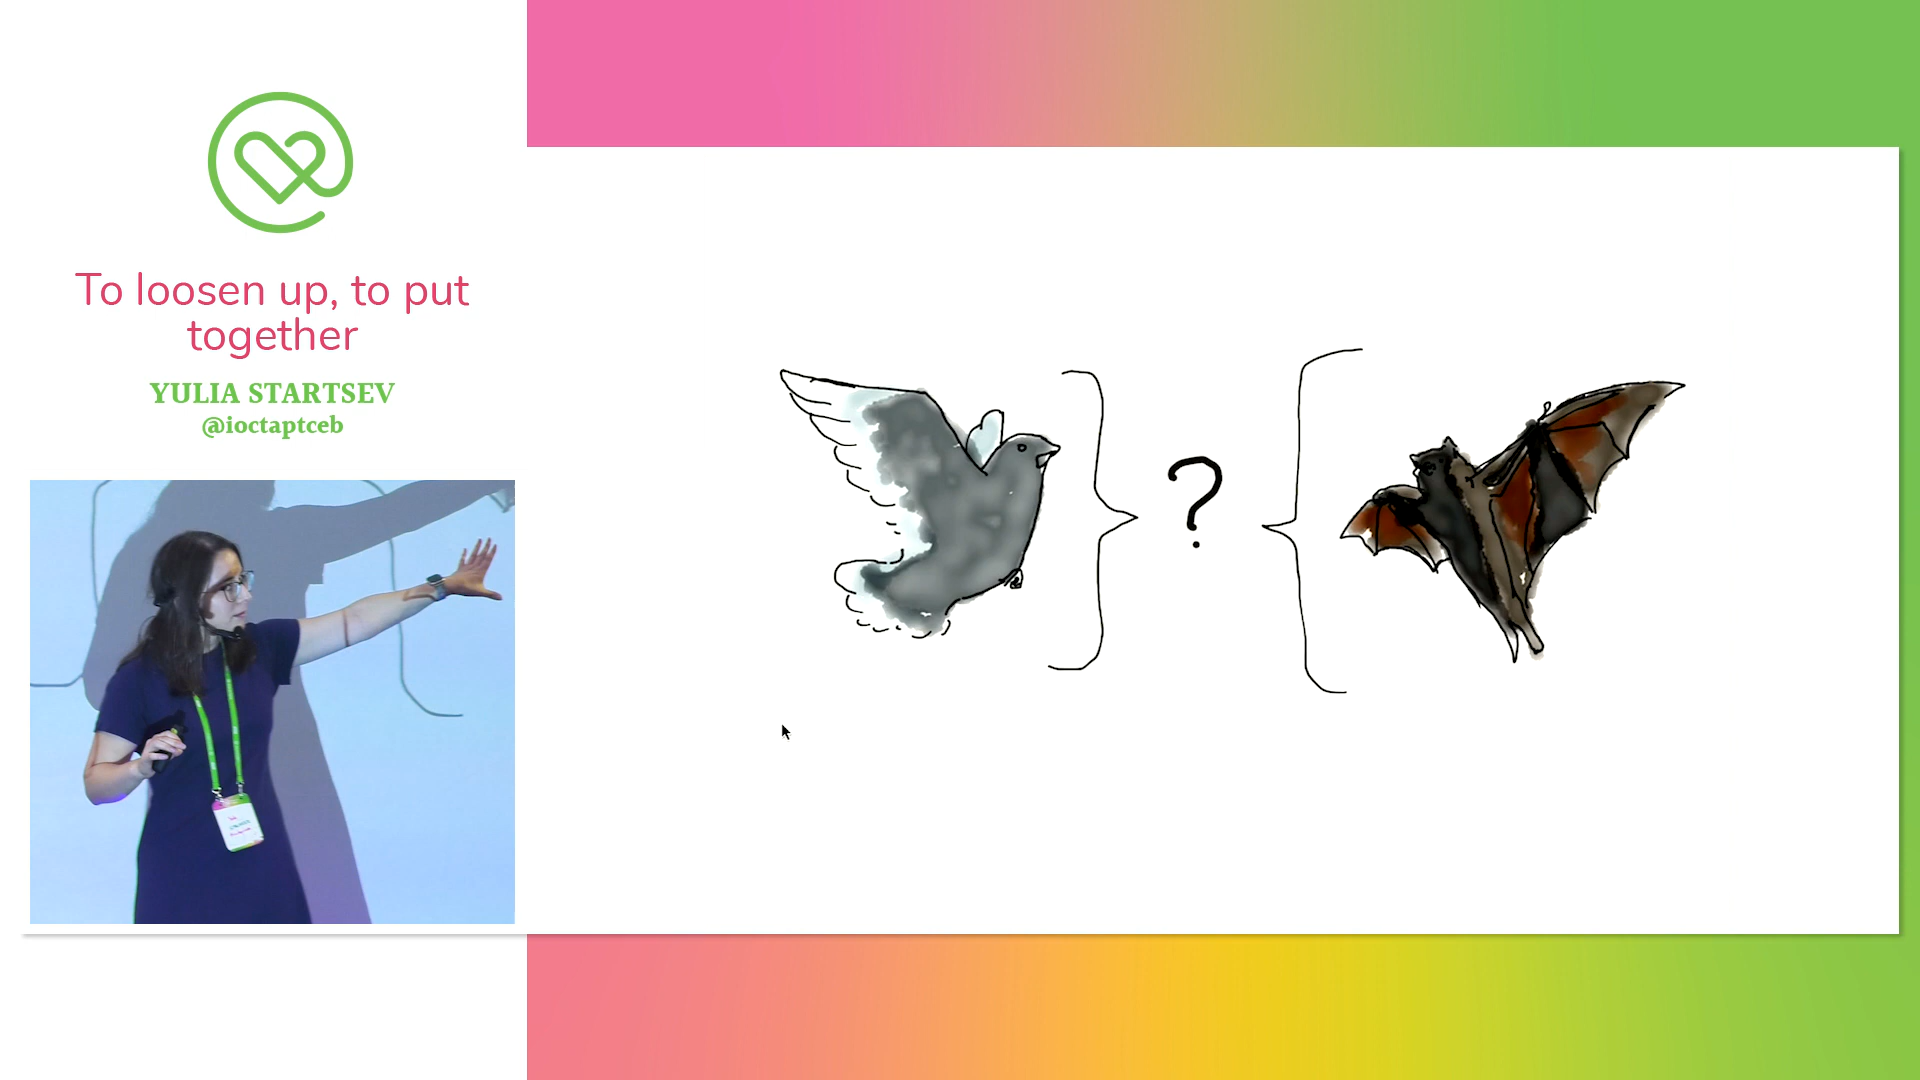 To loosen up, to put
together
YULIA STARTSEV
@ioctaptceb
?